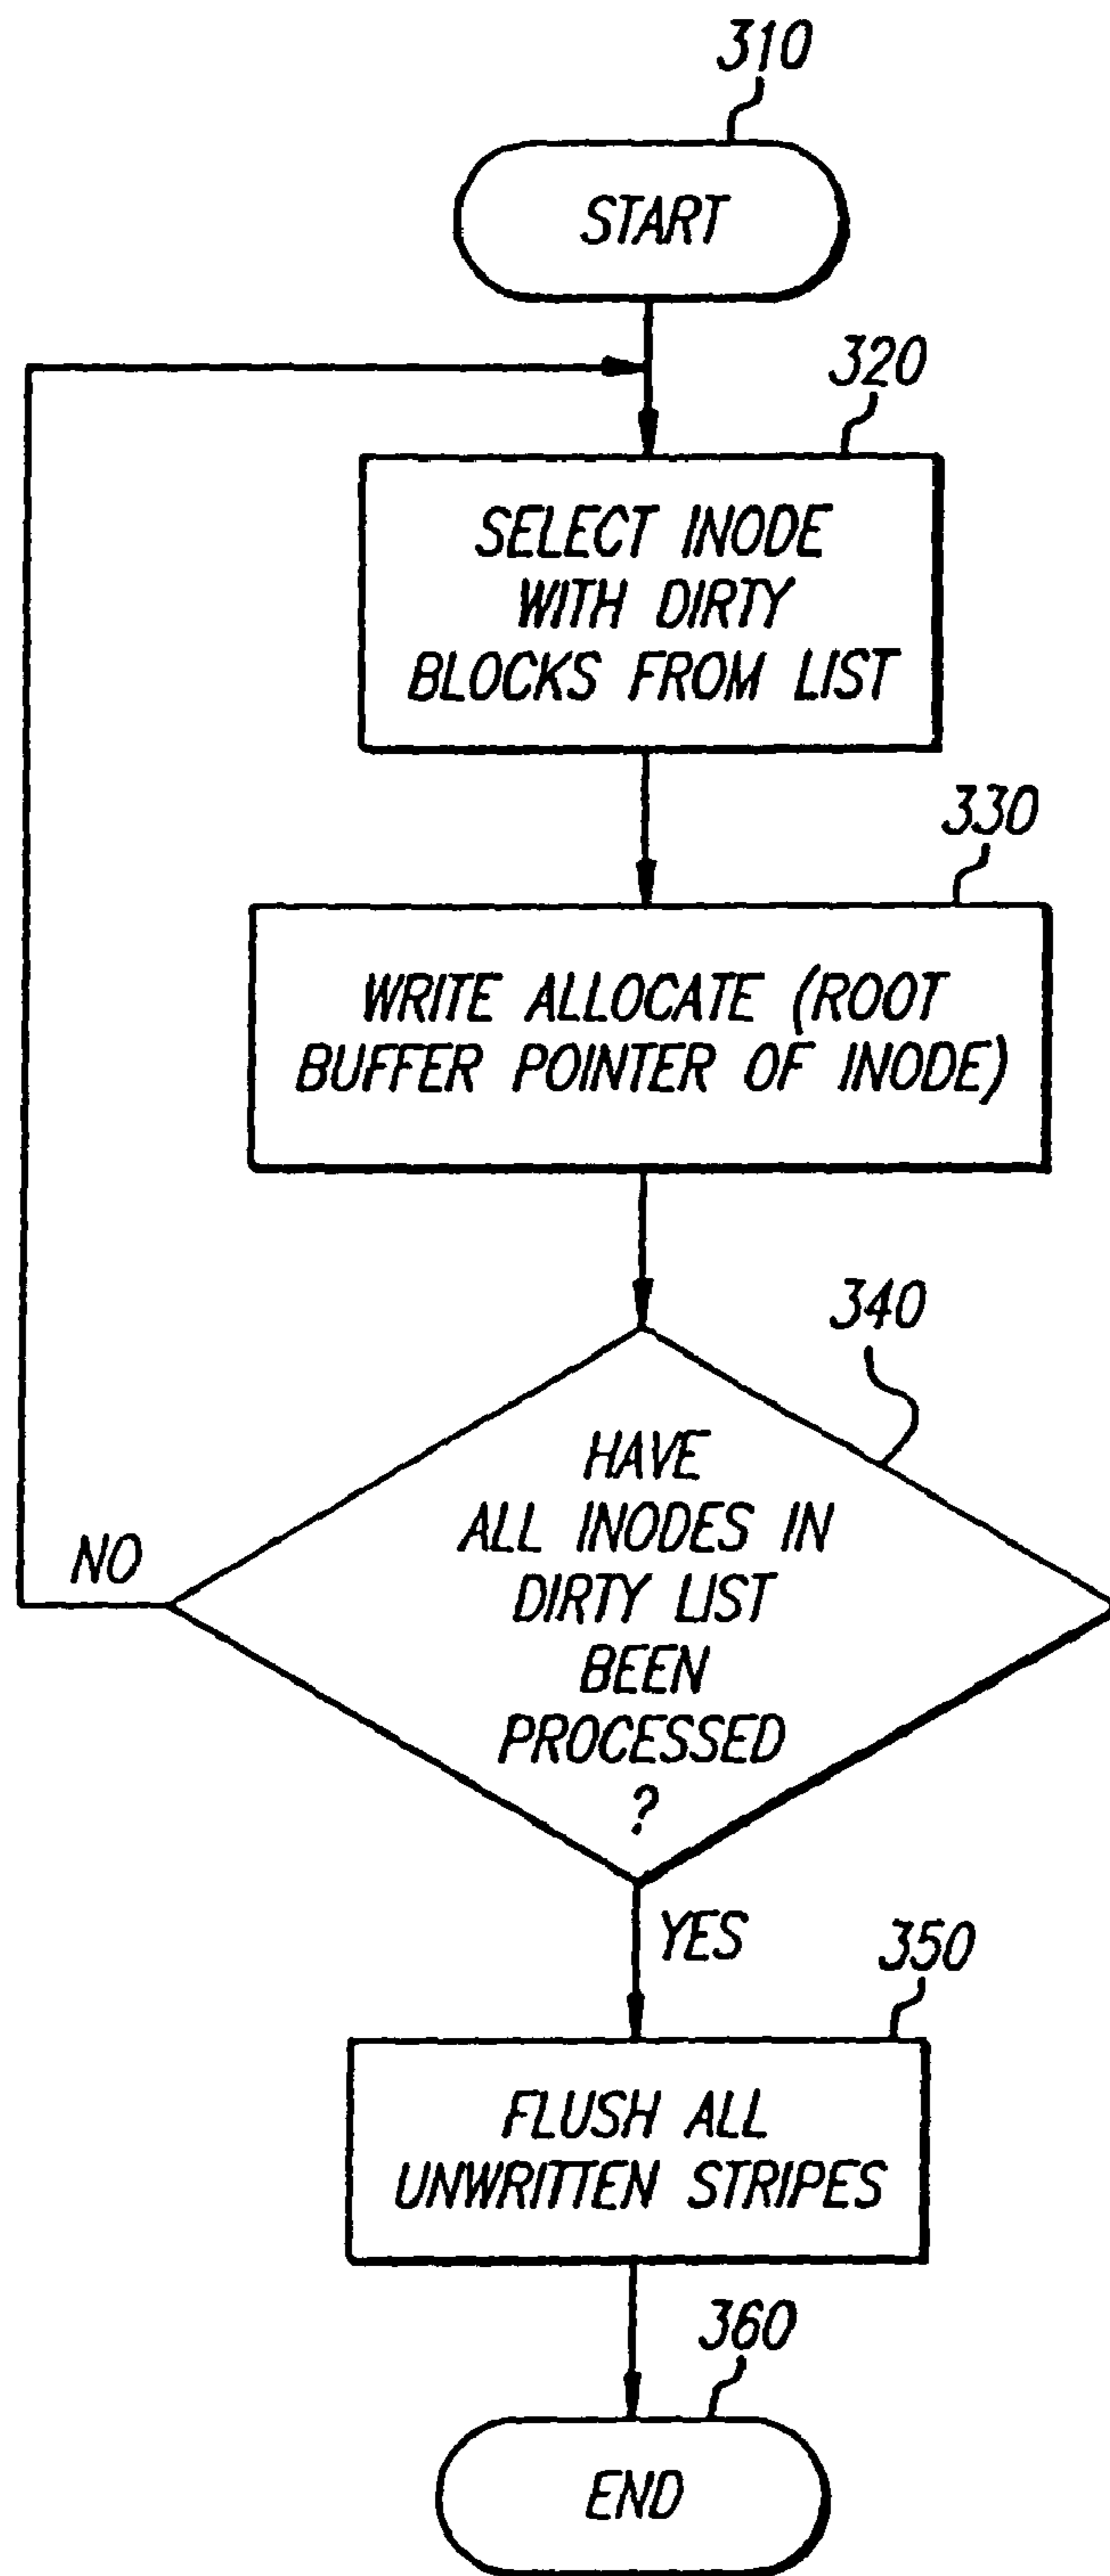 310
START
320
SELECT INODE
WITH DIRTY
BLOCKS FROM LIST
330
WRITE ALLOCATE (ROOT
BUFFER POINTER OF INODE)
340
HAVE
ALL INODES IN
DIRTY LIST
BEEN
PROCESSED
?
NO
YES
350
FLUSH ALL
UNWRITTEN STRIPES
360
END